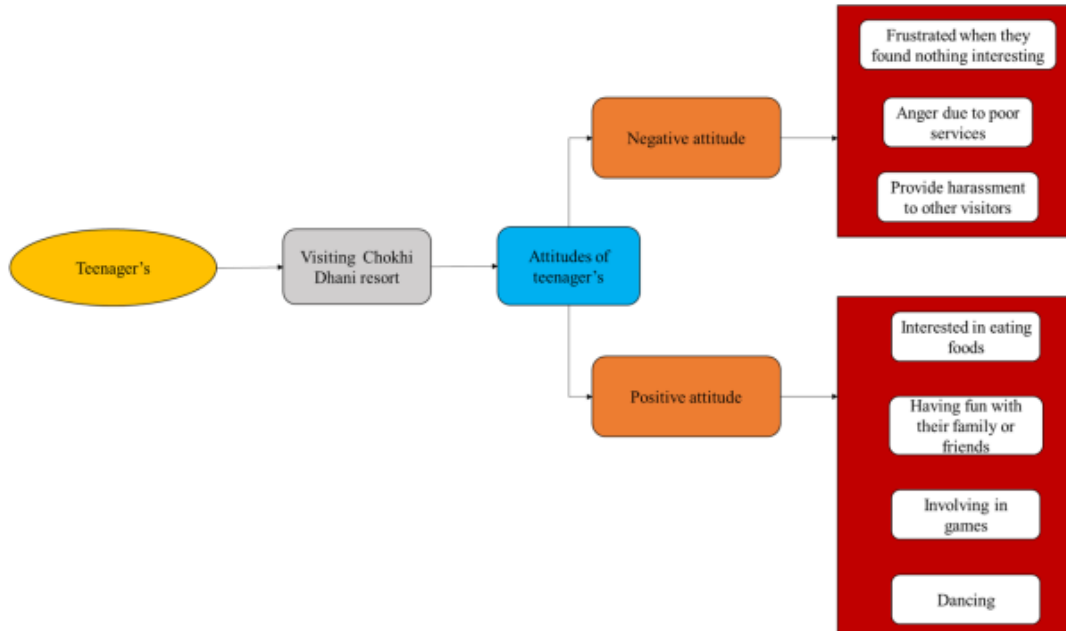 Teenager's
Visiting Chokhi
Dhani resort
Attitudes of
teenager's
Negative attitude
Frustrated when they
found nothing interesting
Anger due to poor
services
Provide harassment
to other visitors
Positive attitude
Interested in eating
foods
Having fun with
their family or
friends
Involving in
games
Dancing